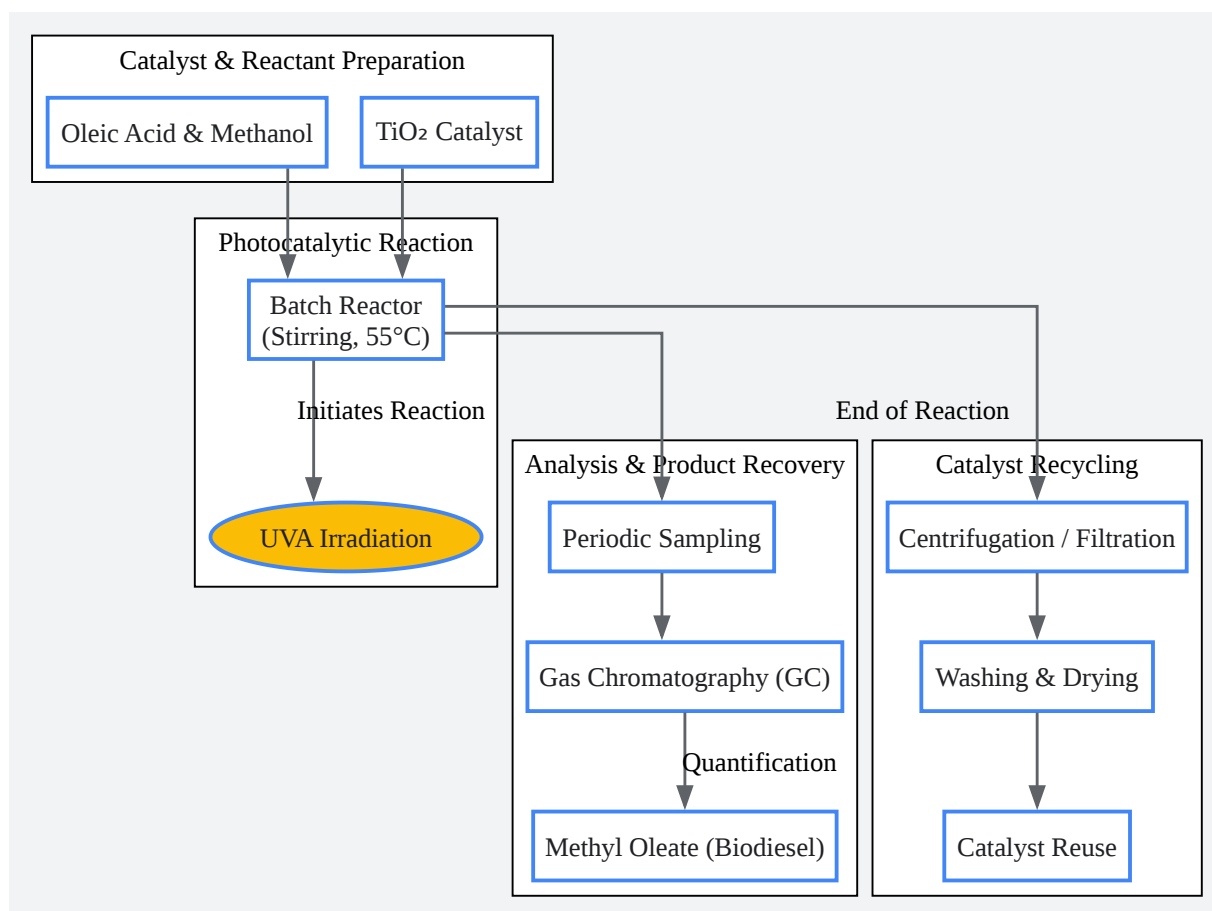 Catalyst & Reactant Preparation
Oleic Acid & Methanol
TiO₂ Catalyst
Photocatalytic Reaction
Batch Reactor
(Stirring, 55°C)
Initiates Reaction
UVA Irradiation
Analysis & Product Recovery
Periodic Sampling
Gas Chromatography (GC)
Quantification
Methyl Oleate (Biodiesel)
End of Reaction
Catalyst Recycling
Centrifugation / Filtration
Washing & Drying
Catalyst Reuse